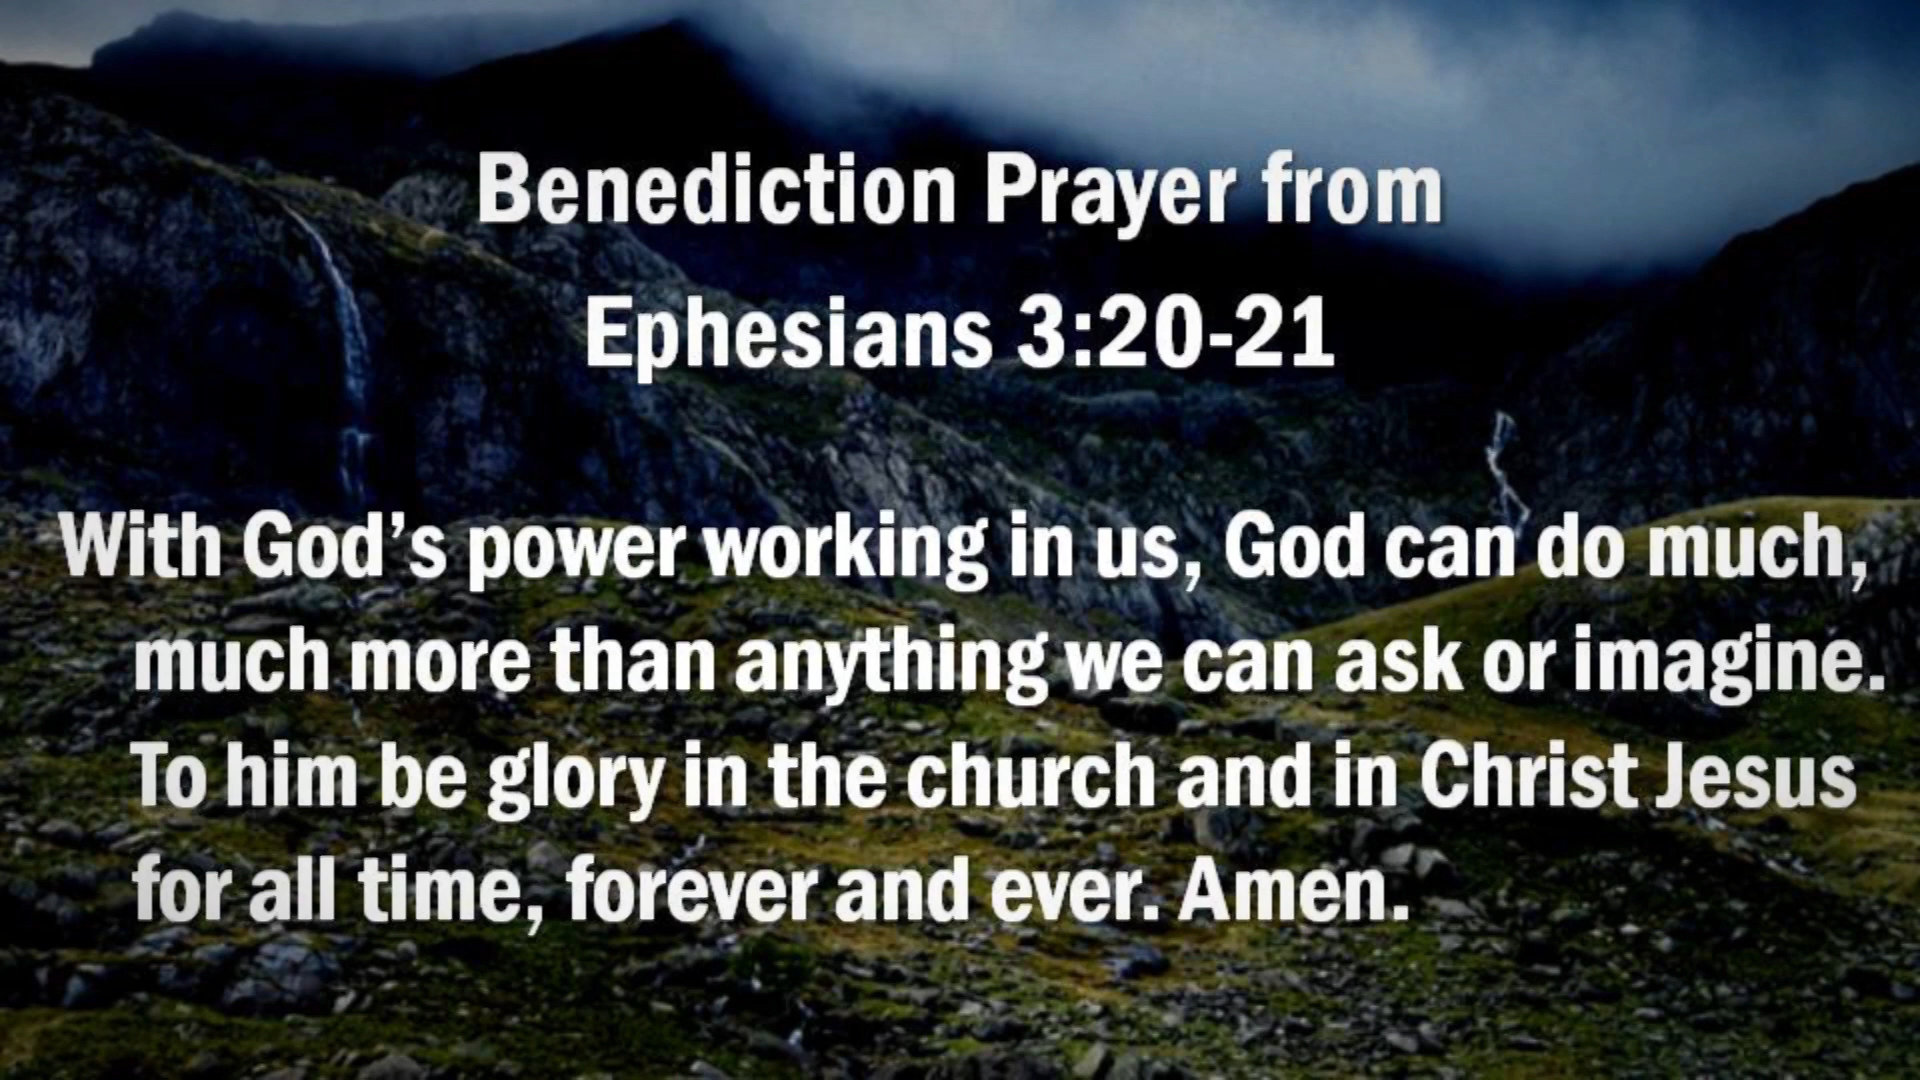 Benediction Prayer from
Ephesians 3:20-21
With God’s power working in us, God can do much,
much more than anything we can ask or imagine.
To him be glory in the church and in Christ Jesus
for all time, forever and ever. Amen.